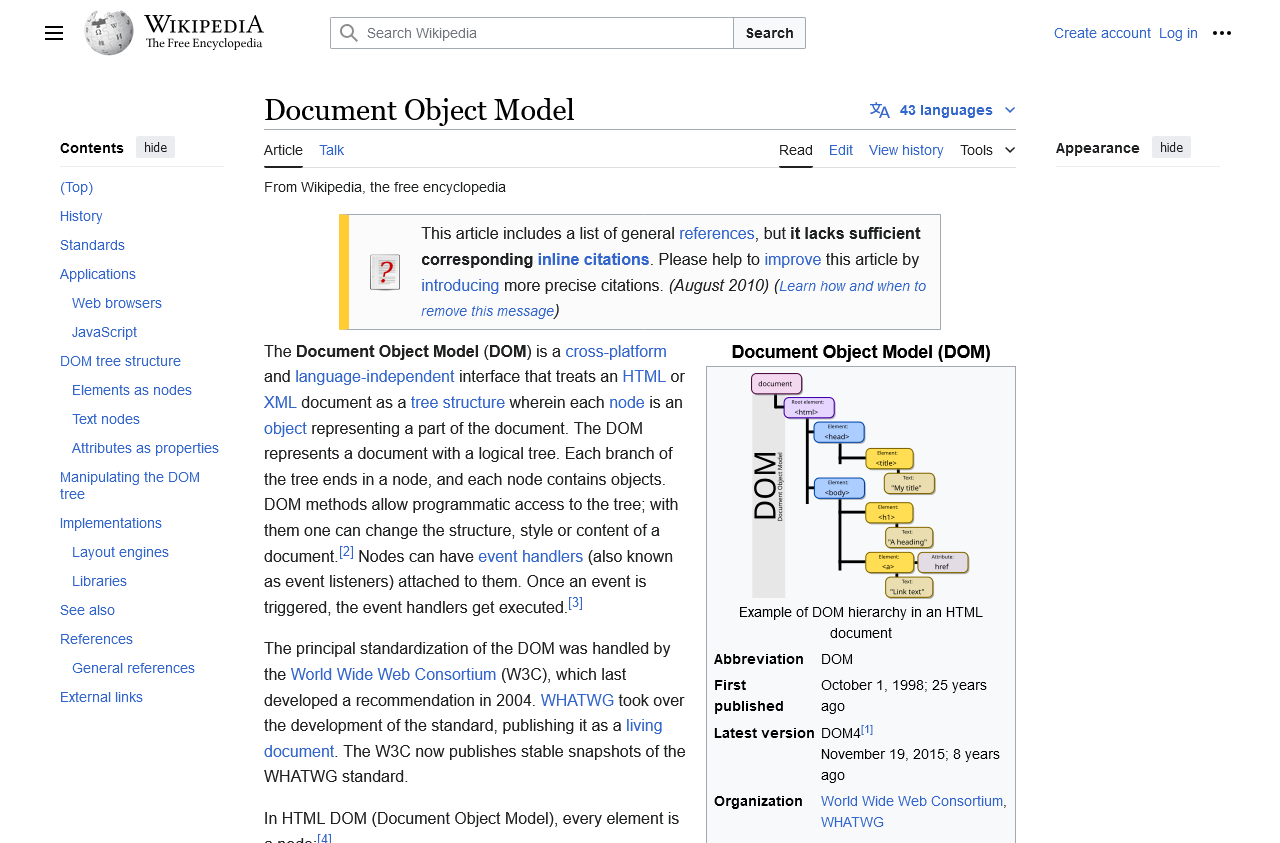 WIKIPEDIA
The Free Encyclopedia
Search Wikipedia
Search
Create account Log in
Contents hide
(Top)
History
Standards
Applications
Web browsers
JavaScript
DOM tree structure
Elements as nodes
Text nodes
Attributes as properties
Manipulating the DOM
tree
Implementations
Layout engines
Libraries
See also
References
General references
External links
Document Object Model
43 languages
Article Talk
Read Edit View history Tools
From Wikipedia, the free encyclopedia
This article includes a list of general references, but it lacks sufficient
corresponding inline citations. Please help to improve this article by
introducing more precise citations. (August 2010) (Learn how and when to
remove this message)
The Document Object Model (DOM) is a cross-platform
and language-independent interface that treats an HTML or
XML document as a tree structure wherein each node is an
object representing a part of the document. The DOM
represents a document with a logical tree. Each branch of
the tree ends in a node, and each node contains objects.
DOM methods allow programmatic access to the tree; with
them one can change the structure, style or content of a
document.[2] Nodes can have event handlers (also known
as event listeners) attached to them. Once an event is
triggered, the event handlers get executed.[3]
The principal standardization of the DOM was handled by
the World Wide Web Consortium (W3C), which last
developed a recommendation in 2004. WHATWG took over
the development of the standard, publishing it as a living
document. The W3C now publishes stable snapshots of the
WHATWG standard.
In HTML DOM (Document Object Model), every element is
a node:[4]
Document Object Model (DOM)
DOM
Document Object Model
document
Root element:
<html>
Element:
<head>
Element:
<title>
Text:
"My title"
Element:
<body>
Element:
<h1>
Text:
"A heading"
Element:
<a>
Attribute:
href
Text:
"Link text"
Example of DOM hierarchy in an HTML
document
Abbreviation DOM
First published October 1, 1998; 25 years ago
Latest version DOM4[1]
November 19, 2015; 8 years
ago
Organization World Wide Web Consortium,
WHATWG
Appearance hide